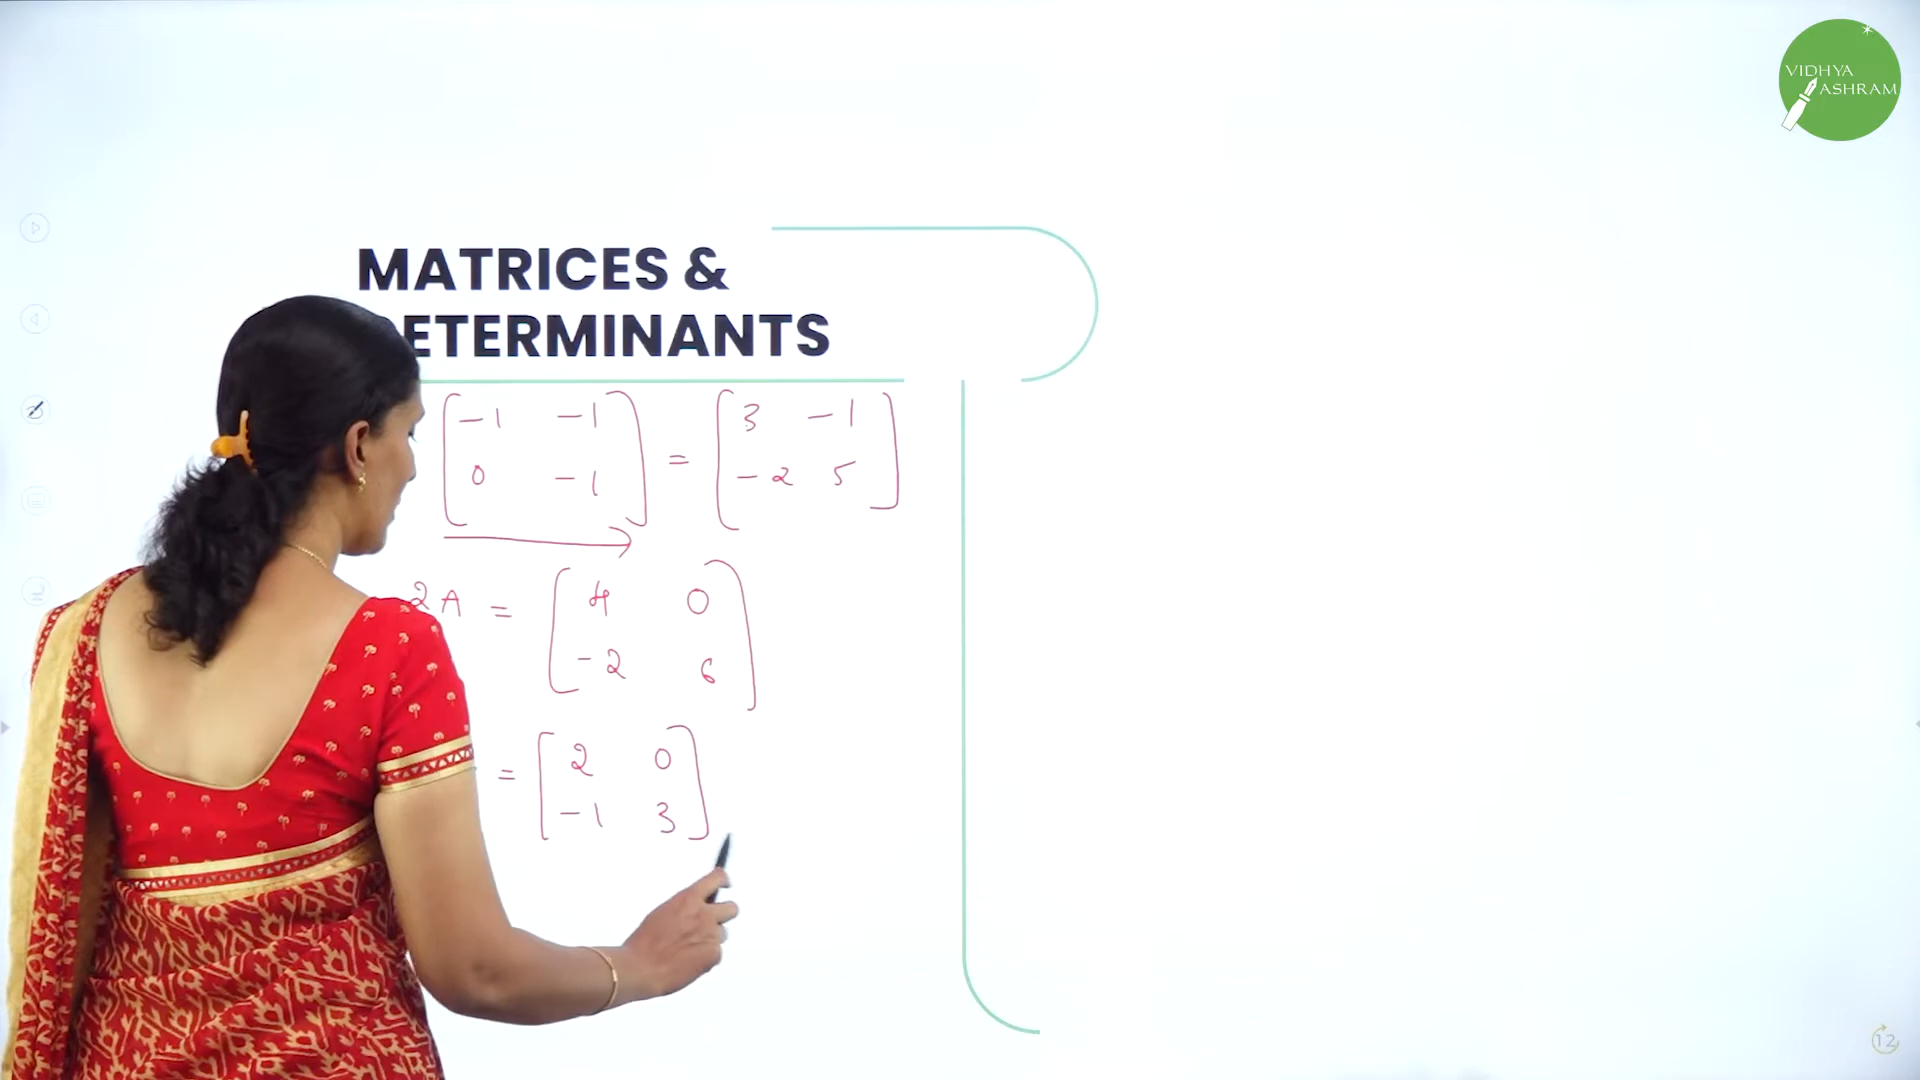 VIDHYA
ASHRAM
MATRICES &
ETERMINANTS
[-1 -1
0 -1] = [3 -1
-2 5]
2A = [4 0
-2 6]
= [2 0
-1 3]
12